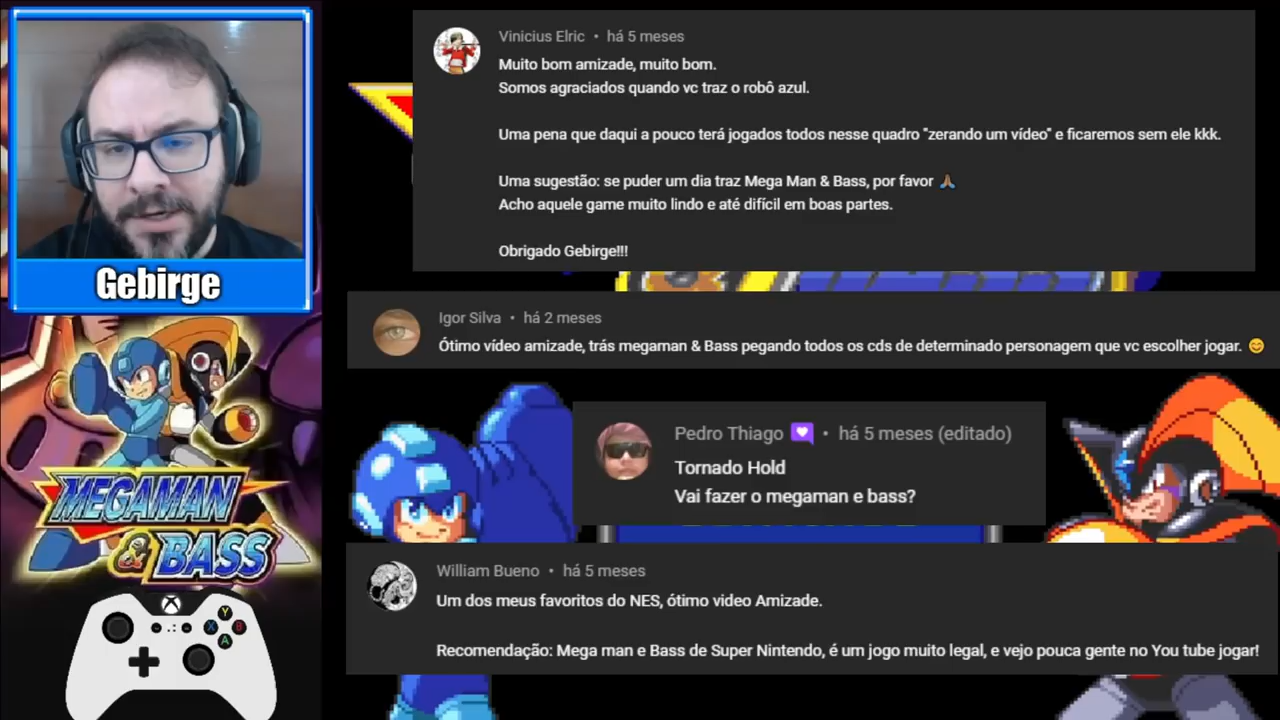 Gebirge
MEGAMAN
& BASS
Y
X
B
A
Vinicius Elric • há 5 meses
Muito bom amizade, muito bom.
Somos agraciados quando vc traz o robô azul.
Uma pena que daqui a pouco terá jogados todos nesse quadro "zerando um vídeo" e ficaremos sem ele kkk.
Uma sugestão: se puder um dia traz Mega Man & Bass, por favor 🙏🏽
Acho aquele game muito lindo e até difícil em boas partes.
Obrigado Gebirge!!!
Igor Silva • há 2 meses
Ótimo vídeo amizade, trás megaman & Bass pegando todos os cds de determinado personagem que vc escolher jogar. 😊
Pedro Thiago • há 5 meses (editado)
Tornado Hold
Vai fazer o megaman e bass?
William Bueno • há 5 meses
Um dos meus favoritos do NES, ótimo video Amizade.
Recomendação: Mega man e Bass de Super Nintendo, é um jogo muito legal, e vejo pouca gente no You tube jogar!